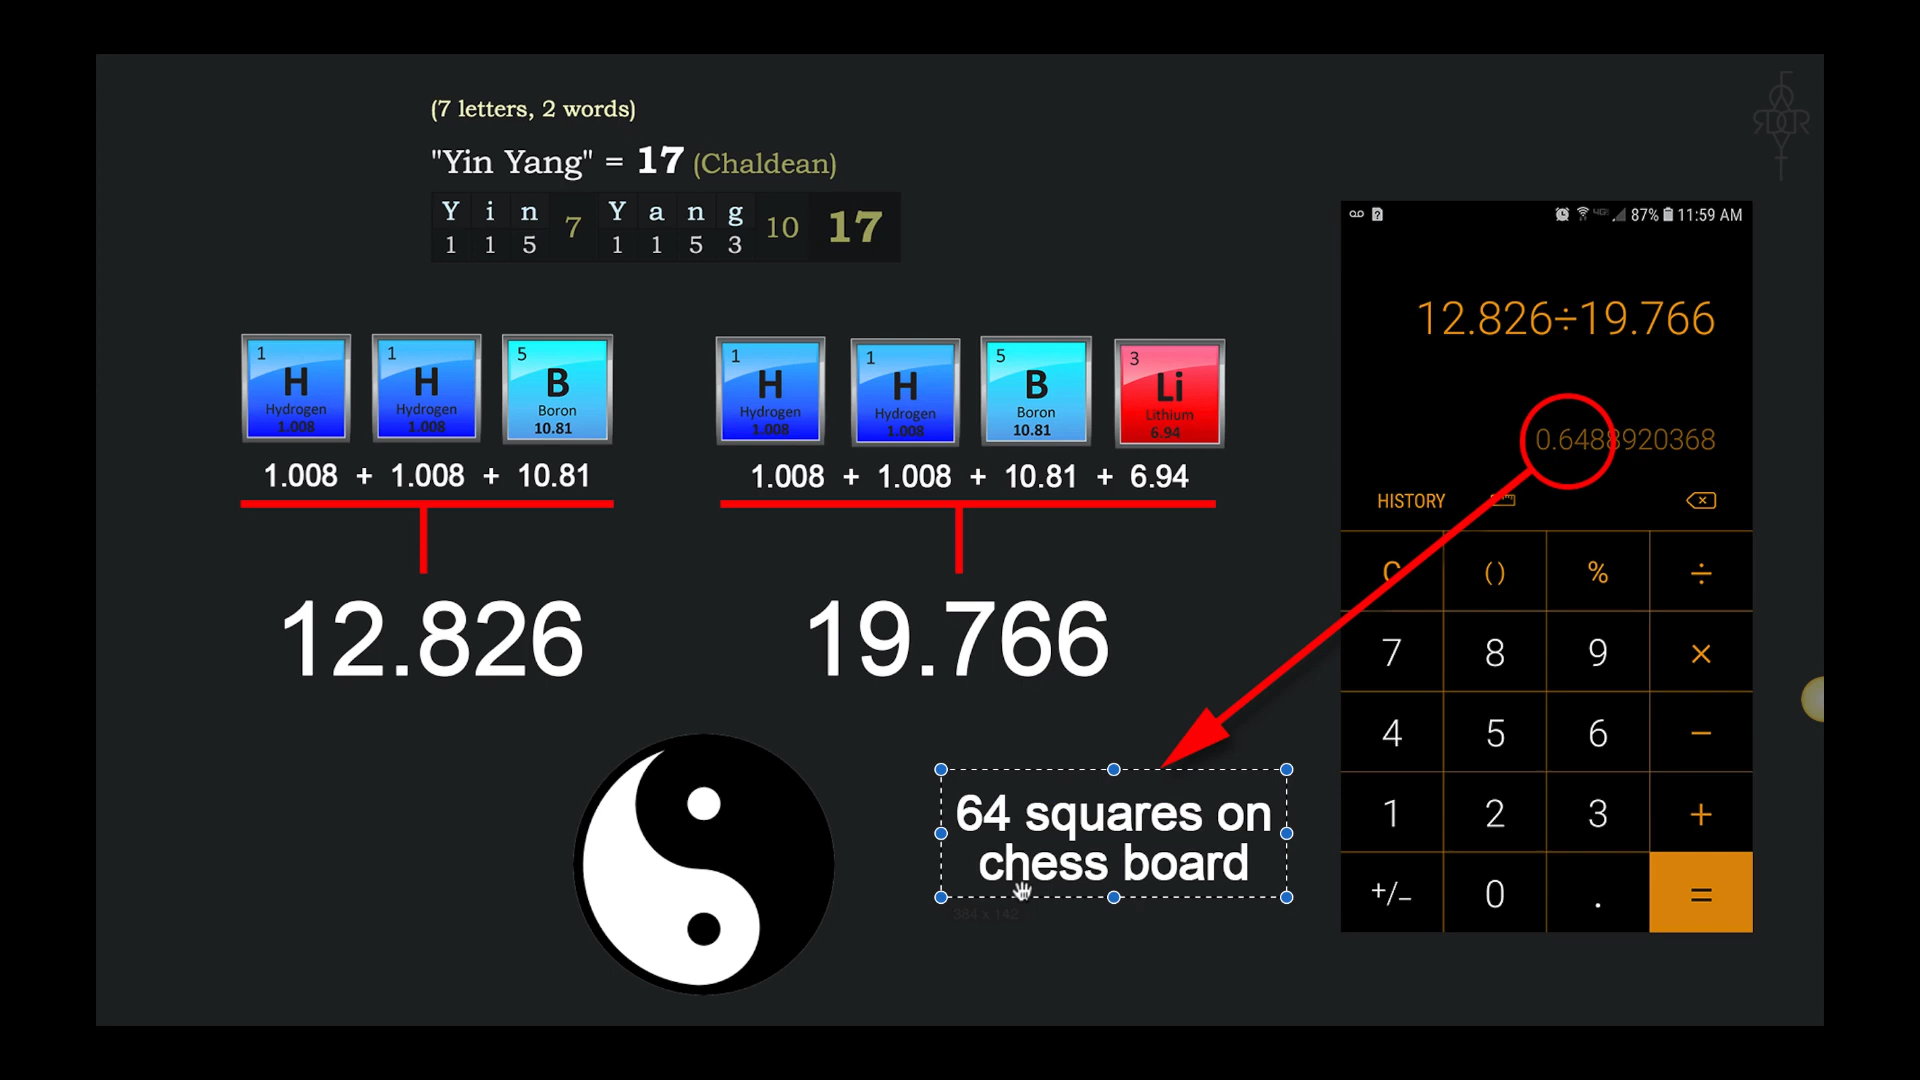 (7 letters, 2 words)
"Yin Yang" = 17 (Chaldean)
Y i n 7 Y a n g 10 17
1 1 5 1 1 5 3
1 H Hydrogen 1.008
1 H Hydrogen 1.008
5 B Boron 10.81
1 H Hydrogen 1.008
1 H Hydrogen 1.008
5 B Boron 10.81
3 Li Lithium 6.94
1.008 + 1.008 + 10.81
1.008 + 1.008 + 10.81 + 6.94
12.826
19.766
64 squares on
chess board
384 x 142
87% 11:59 AM
12.826÷19.766
0.6488920368
HISTORY
C () % ÷
7 8 9 ×
4 5 6 −
1 2 3 +
+/− 0 . =